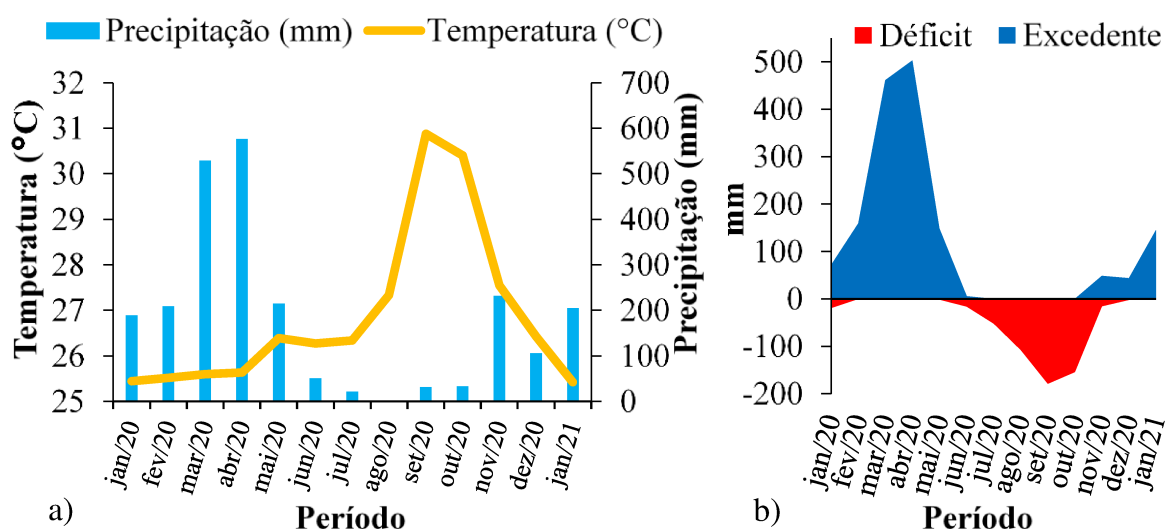 Precipitação (mm) Temperatura (°C)
Temperatura (°C)
32
31
30
29
28
27
26
25
700
600
500
400
300
200
100
0
Precipitação (mm)
jan/20
fev/20
mar/20
abr/20
mai/20
jun/20
jul/20
ago/20
set/20
out/20
nov/20
dez/20
jan/21
a)
Período
Déficit Excedente
mm
500
400
300
200
100
0
-100
-200
jan/20
fev/20
mar/20
abr/20
mai/20
jun/20
jul/20
ago/20
set/20
out/20
nov/20
dez/20
jan/21
b)
Período